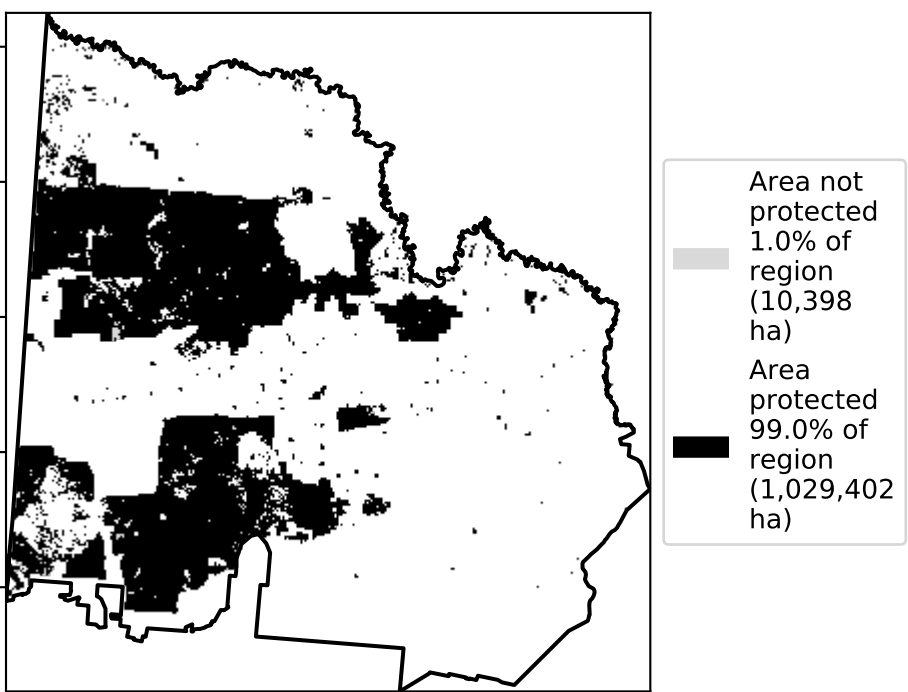 Area not
protected
1.0% of
region
(10,398
ha)
Area
protected
99.0% of
region
(1,029,402
ha)